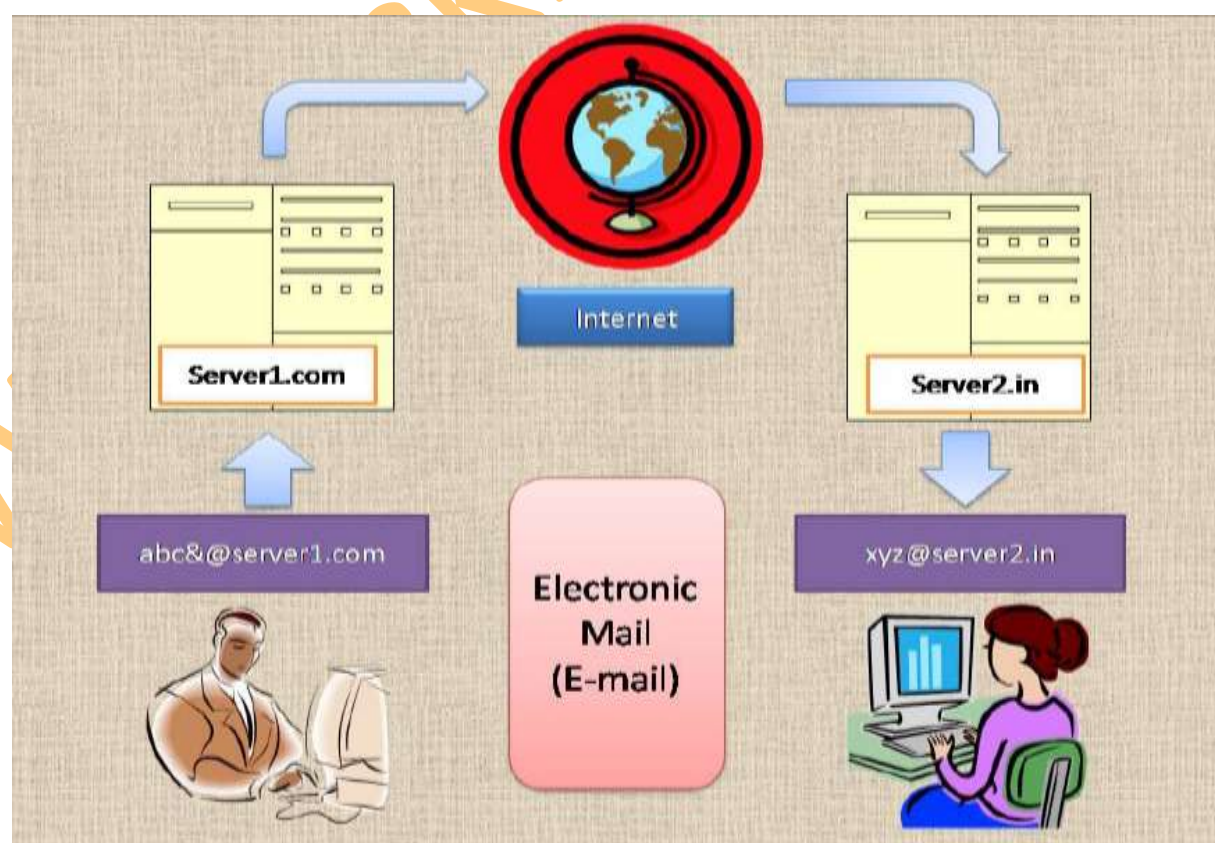 Internet
Server1.com
Server2.in
abc&@server1.com
xyz@server2.in
Electronic
Mail
(E-mail)